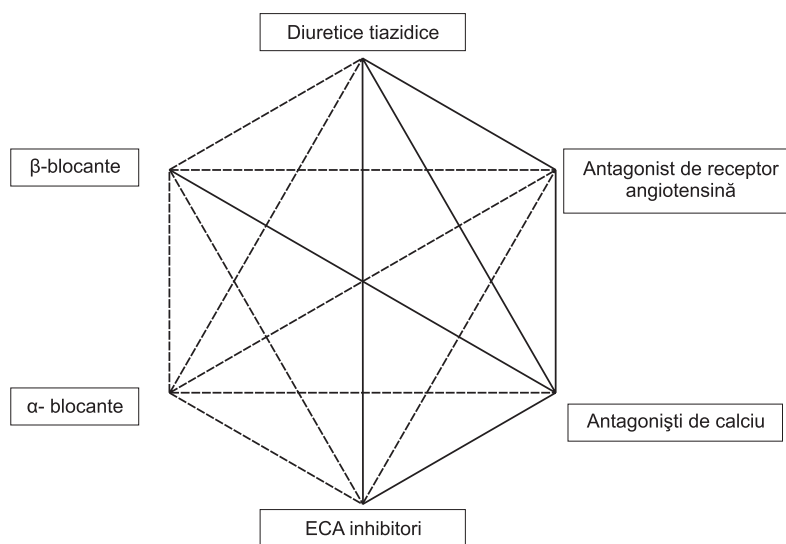 Diuretice tiazidice
β-blocante
Antagonist de receptor
angiotensină
α- blocante
Antagonişti de calciu
ECA inhibitori